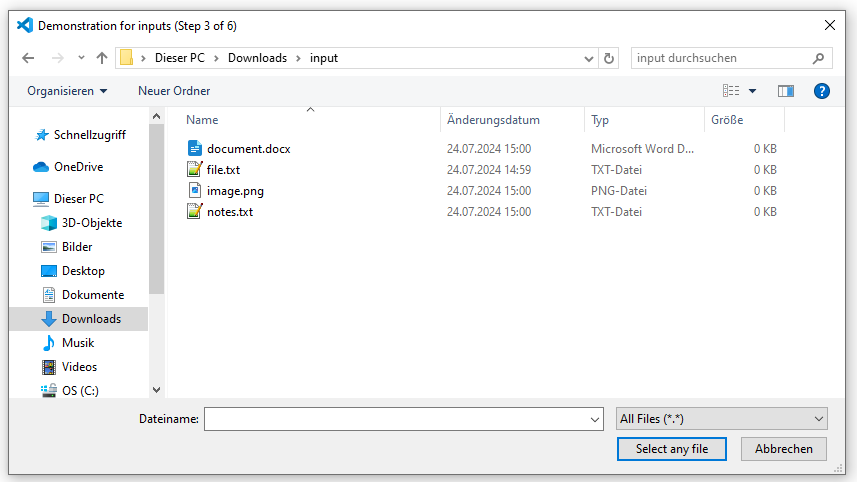 Demonstration for inputs (Step 3 of 6)
Dieser PC Downloads input
input durchsuchen
Organisieren Neuer Ordner
Name Änderungsdatum Typ Größe
document.docx 24.07.2024 15:00 Microsoft Word D... 0 KB
file.txt 24.07.2024 14:59 TXT-Datei 0 KB
image.png 24.07.2024 15:00 PNG-Datei 0 KB
notes.txt 24.07.2024 15:00 TXT-Datei 0 KB
Schnellzugriff
OneDrive
Dieser PC
3D-Objekte
Bilder
Desktop
Dokumente
Downloads
Musik
Videos
OS (C:)
Dateiname:
All Files (*.*)
Select any file Abbrechen